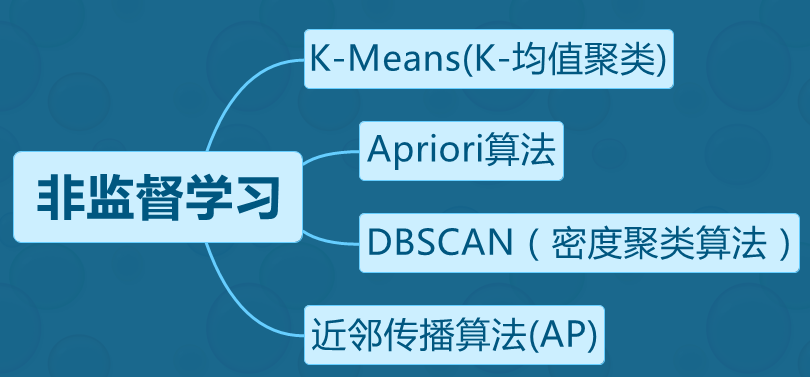 K-Means(K-均值聚类)
Apriori算法
非监督学习
DBSCAN（密度聚类算法）
近邻传播算法(AP)